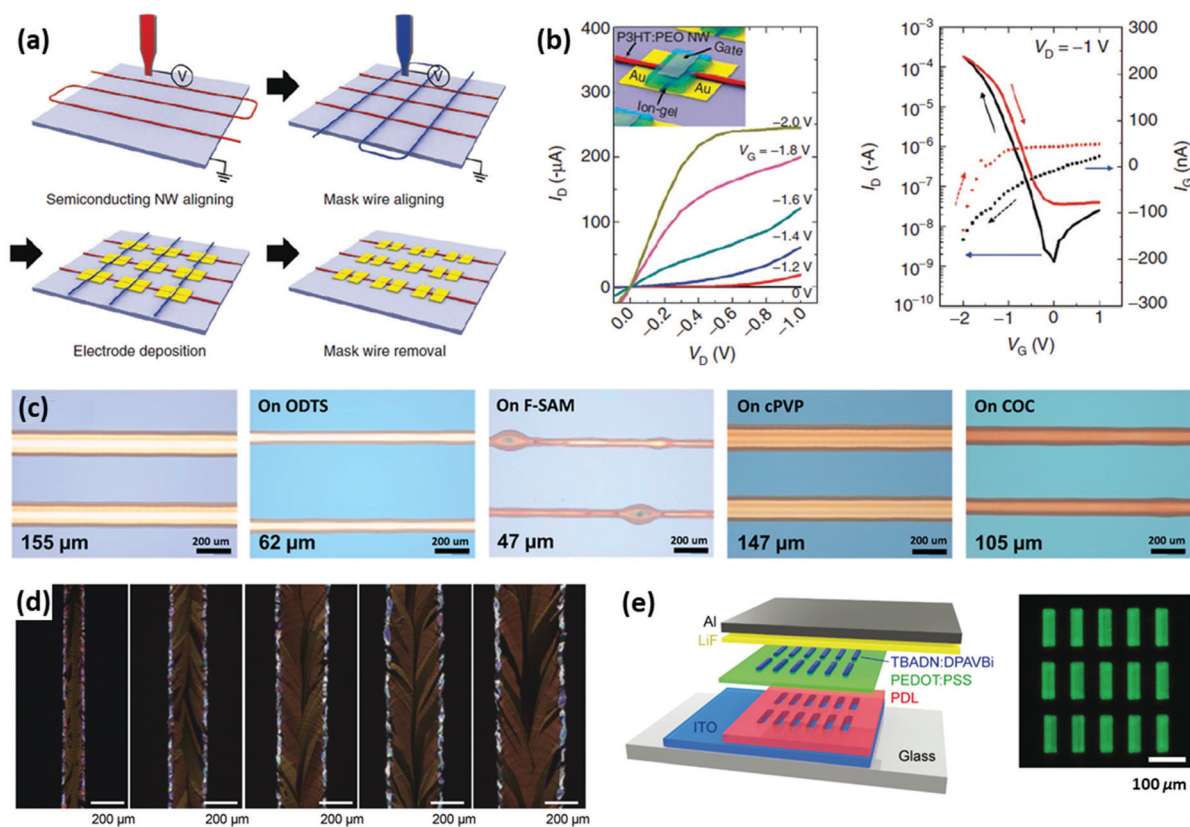 (a)
V
V
Semiconducting NW aligning
Mask wire aligning
Electrode deposition
Mask wire removal
(b)
400
300
200
100
0
I_D (-μA)
P3HT:PEO NW
Gate
Au
Au
Ion-gel
−2.0 V
V_G = −1.8 V
−1.6 V
−1.4 V
−1.2 V
0 V
0.0
−0.2
−0.4
−0.6
−0.8
−1.0
V_D (V)
10⁻³
10⁻⁴
10⁻⁵
10⁻⁶
10⁻⁷
10⁻⁸
10⁻⁹
10⁻¹⁰
I_D (-A)
V_D = −1 V
300
200
100
0
−100
−200
−300
I_G (nA)
−2
−1
0
1
V_G (V)
(c)
155 μm
200 um
On ODTS
62 μm
200 um
On F-SAM
47 μm
200 um
On cPVP
147 μm
200 um
On COC
105 μm
200 um
(d)
200 μm
200 μm
200 μm
200 μm
200 μm
(e)
Al
LiF
TBADN:DPAVBi
PEDOT:PSS
PDL
ITO
Glass
100 μm